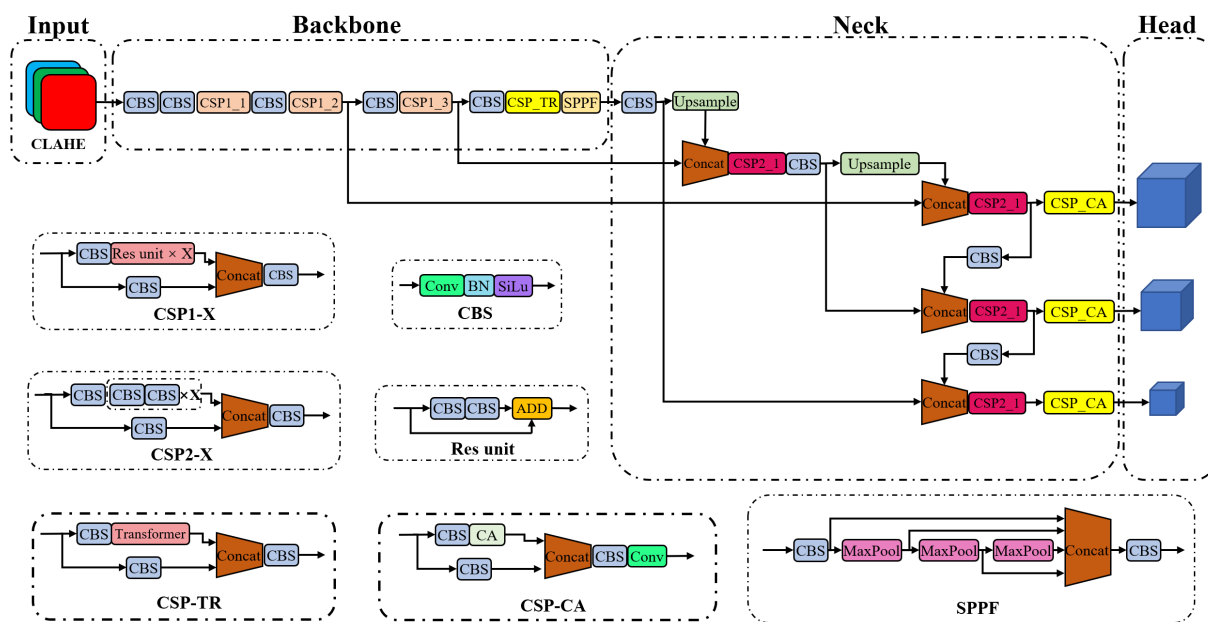 Input Backbone Neck Head
CLAHE
CBS CBS CSP1_1 CBS CSP1_2 CBS CSP1_3 CBS CSP_TR SPPF CBS Upsample
Concat CSP2_1 CBS Upsample
Concat CSP2_1 CSP_CA
CBS
Concat CSP2_1 CSP_CA
CBS
Concat CSP2_1 CSP_CA
CBS Res unit × X
CBS
Concat CBS
CSP1-X
Conv BN SiLu
CBS
CBS CBS CBS ×X
CBS
Concat CBS
CSP2-X
CBS CBS ADD
Res unit
CBS Transformer
CBS
Concat CBS
CSP-TR
CBS CA
CBS
Concat CBS Conv
CSP-CA
CBS MaxPool MaxPool MaxPool Concat CBS
SPPF